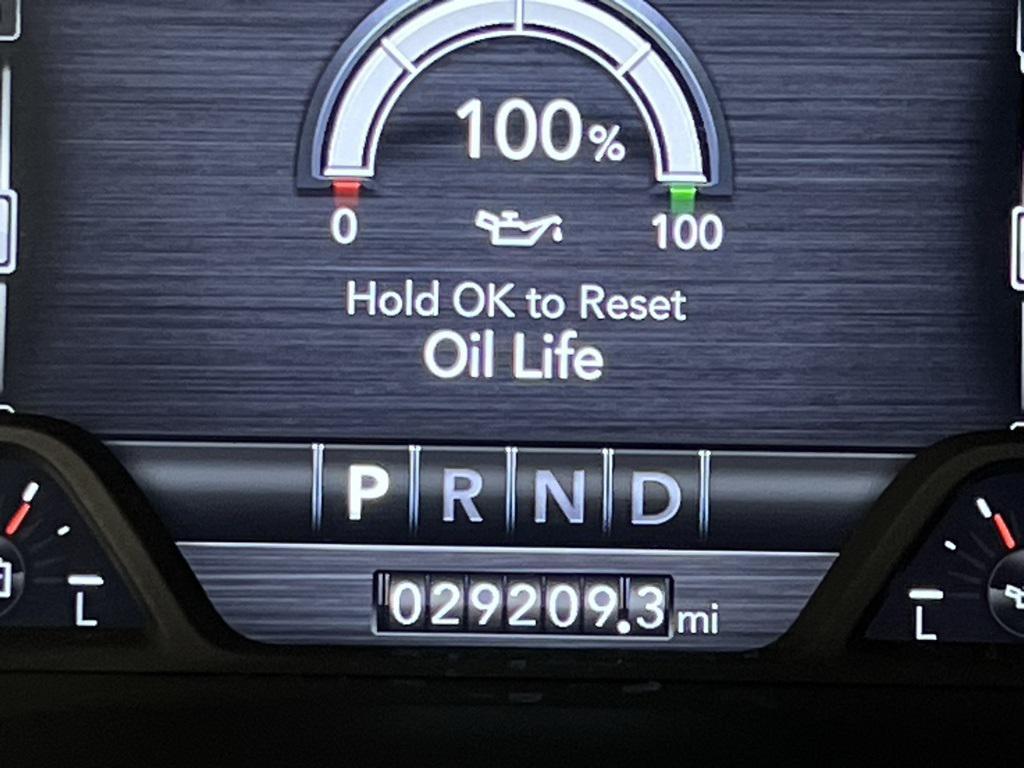 100%
0 100
Hold OK to Reset
Oil Life
P R N D
029209.3 mi
L L